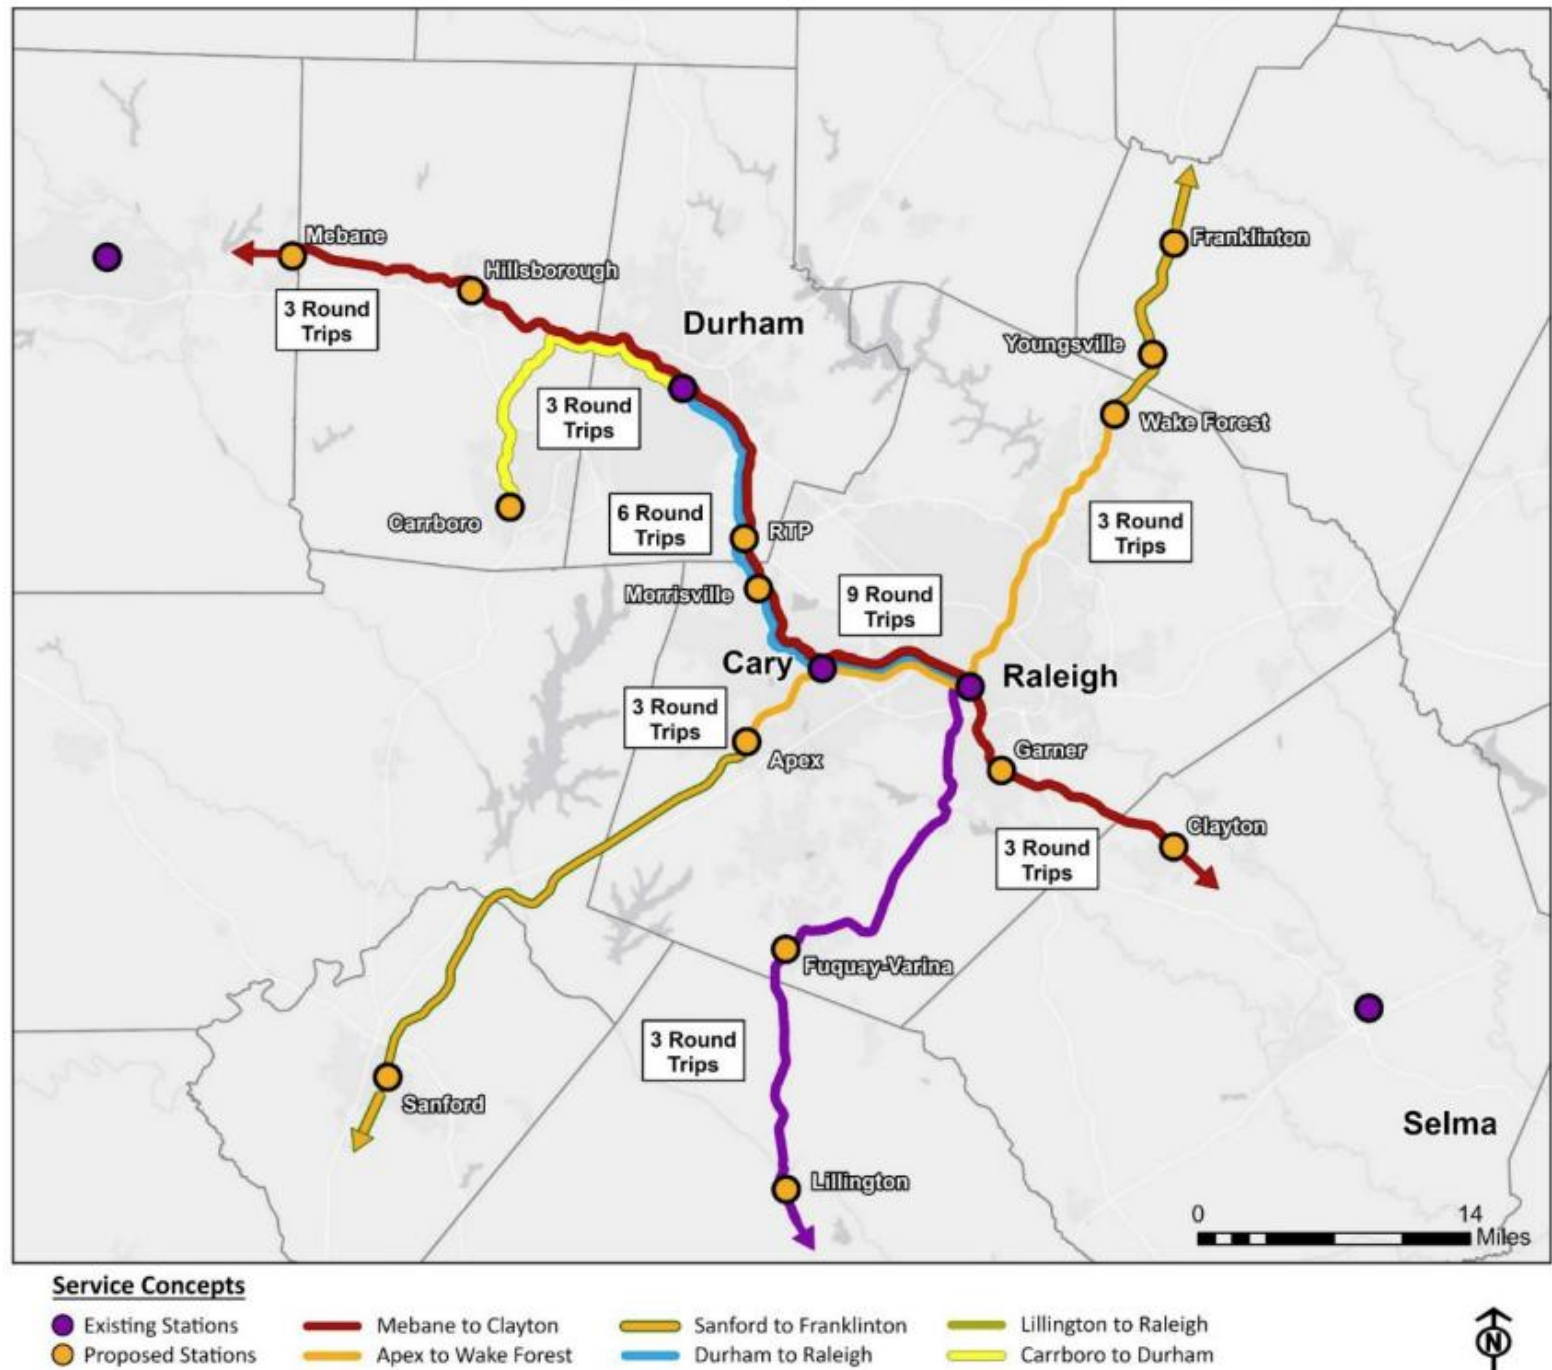 Mebane
Hillsborough
3 Round
Trips
Durham
Franklinton
Youngsville
Wake Forest
3 Round
Trips
Carrboro
6 Round
Trips
RTP
3 Round
Trips
Morrisville
9 Round
Trips
Cary
Raleigh
3 Round
Trips
Apex
Garner
Clayton
3 Round
Trips
Fuquay-Varina
3 Round
Trips
Sanford
Selma
Lillington
0 14
Miles
Service Concepts
Existing Stations Mebane to Clayton Sanford to Franklinton Lillington to Raleigh
Proposed Stations Apex to Wake Forest Durham to Raleigh Carrboro to Durham
N